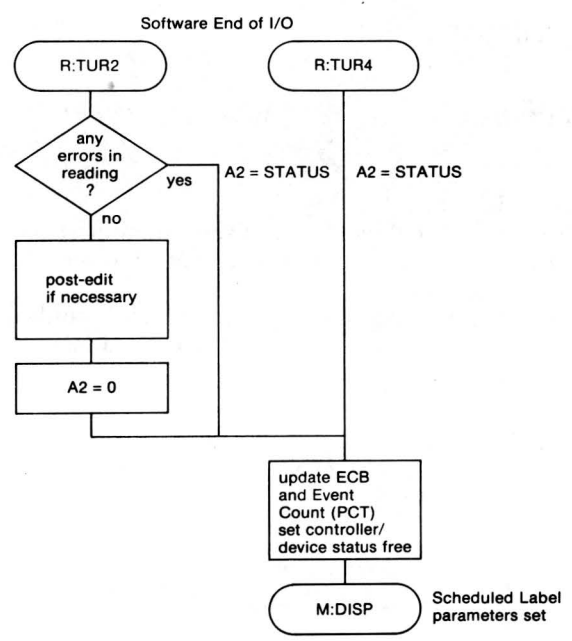 Software End of I/O
R:TUR2
R:TUR4
any
errors in
reading
?
yes
A2 = STATUS
A2 = STATUS
no
post-edit
if necessary
A2 = 0
update ECB
and Event
Count (PCT)
set controller/
device status free
M:DISP
Scheduled Label
parameters set